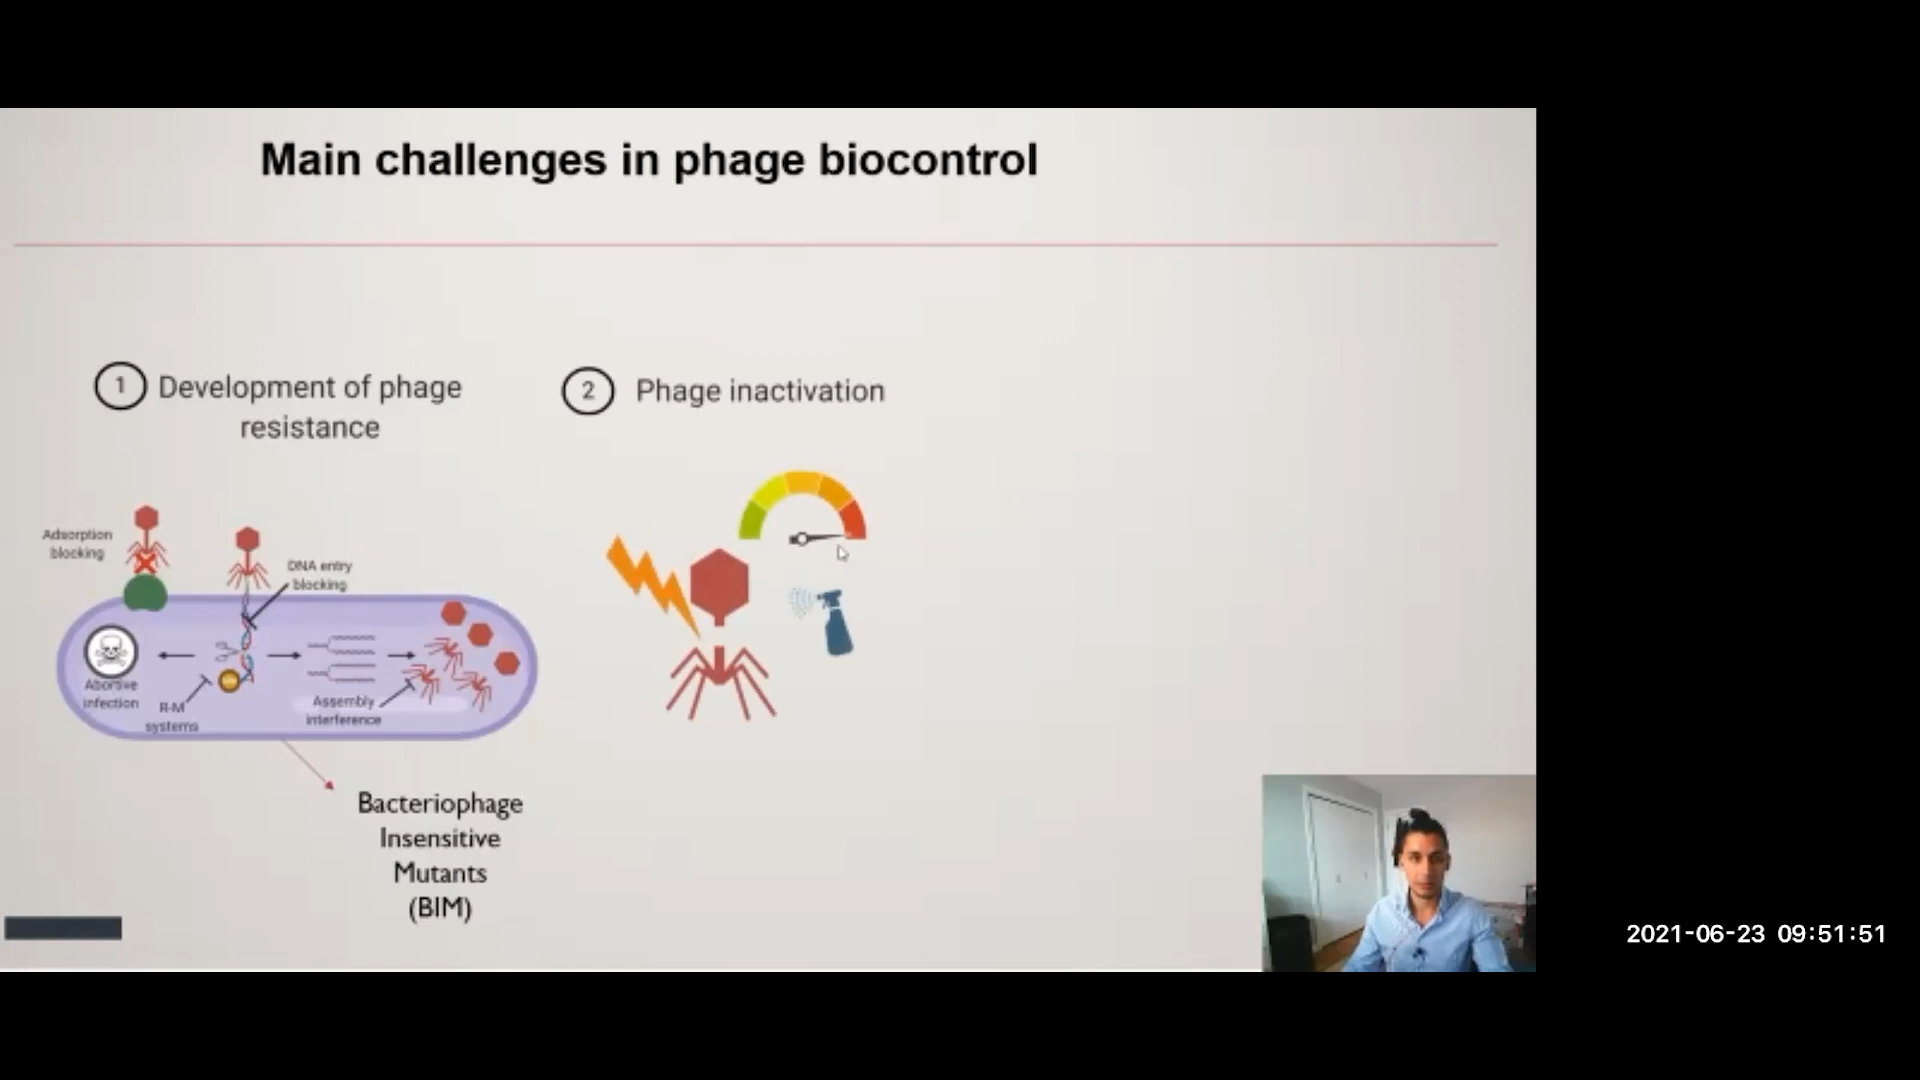 Main challenges in phage biocontrol
1
Development of phage
resistance
2
Phage inactivation
Adsorption
blocking
DNA entry
blocking
Abortive
infection
R-M
systems
Assembly
interference
Bacteriophage
Insensitive
Mutants
(BIM)
2021-06-23 09:51:51